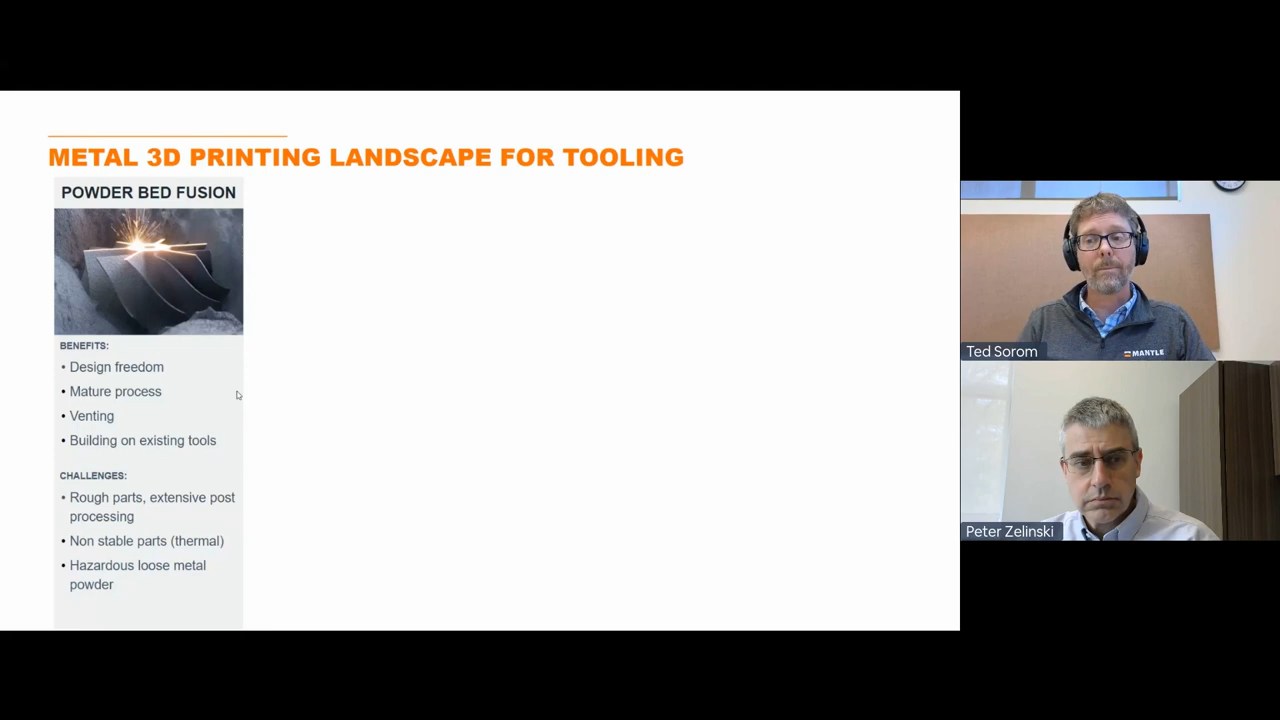 METAL 3D PRINTING LANDSCAPE FOR TOOLING
POWDER BED FUSION
BENEFITS:
• Design freedom
• Mature process
• Venting
• Building on existing tools
CHALLENGES:
• Rough parts, extensive post
processing
• Non stable parts (thermal)
• Hazardous loose metal
powder
MANTLE
Ted Sorom
Peter Zelinski